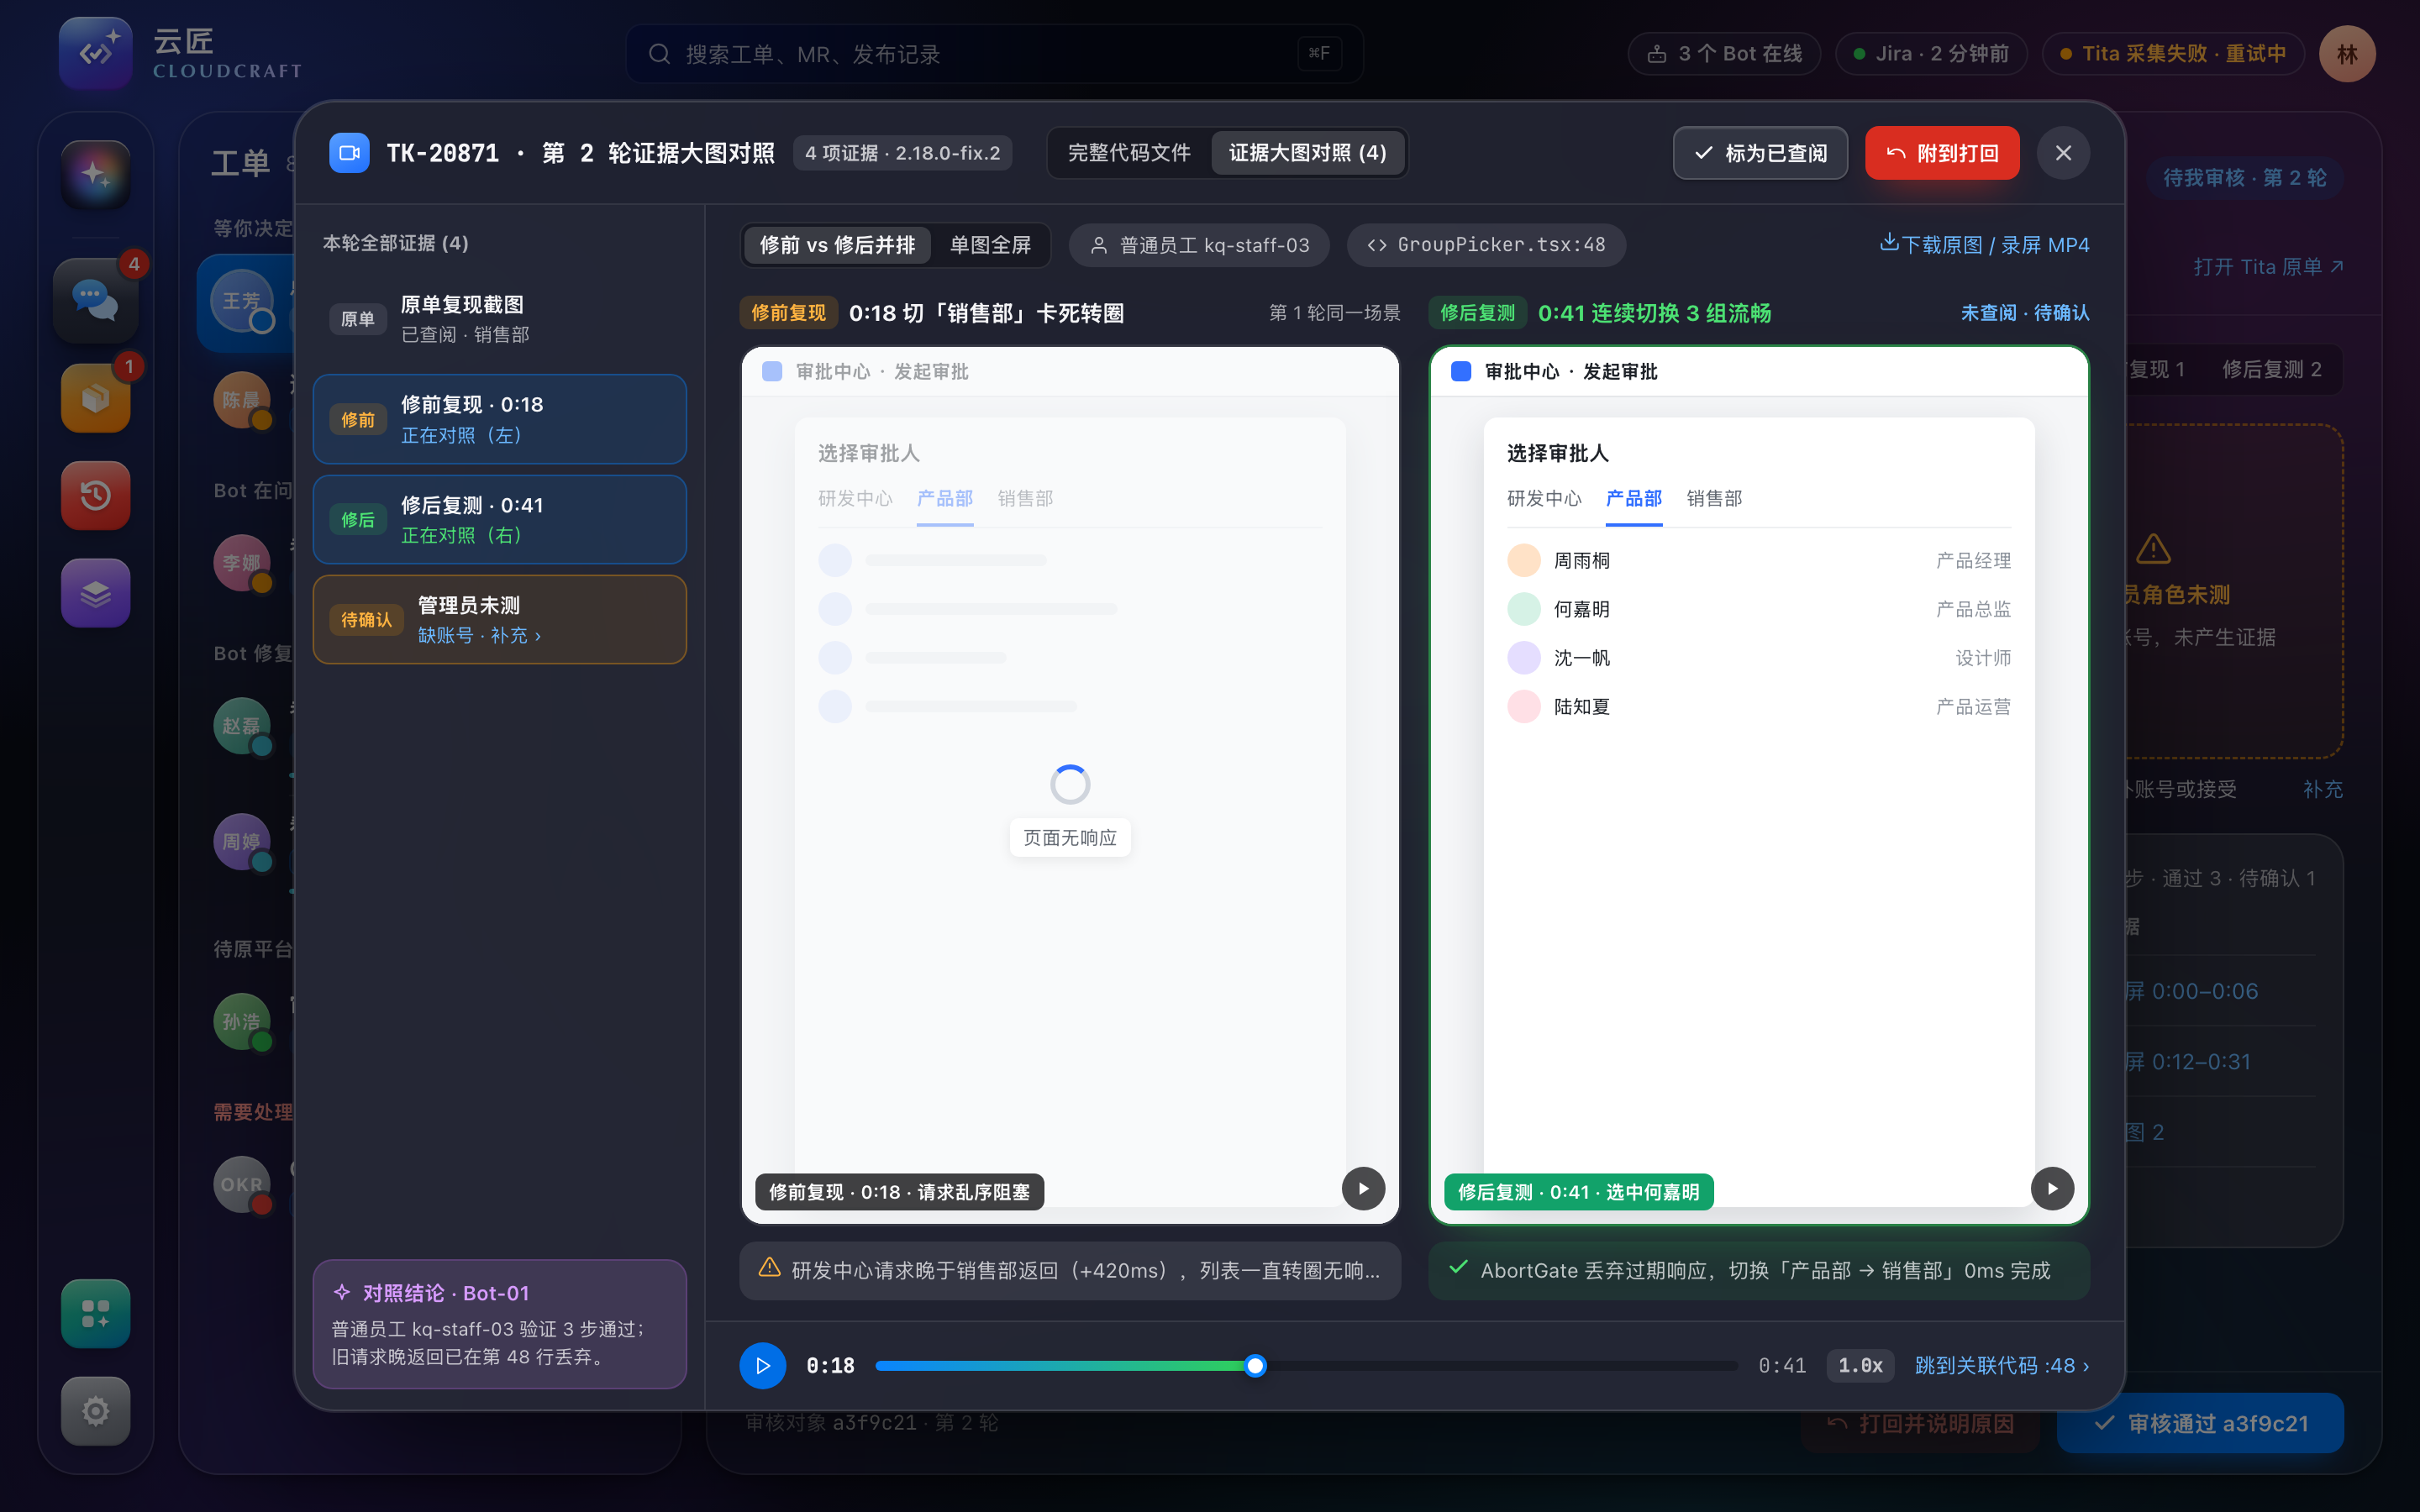 云匠
CLOUDCRAFT
搜索工单、MR、发布记录
⌘F
3 个 Bot 在线
Jira · 2 分钟前
Tita 采集失败 · 重试中
林
TK-20871 · 第 2 轮证据大图对照
4 项证据 · 2.18.0-fix.2
完整代码文件
证据大图对照 (4)
标为已查阅
附到打回
工单
等你决定
王芳
陈晨
Bot 在问
李娜
Bot 修复
赵磊
周婷
待原平台
孙浩
需要处理
OKR
4
1
本轮全部证据 (4)
原单
原单复现截图
已查阅 · 销售部
修前
修前复现 · 0:18
正在对照（左）
修后
修后复测 · 0:41
正在对照（右）
待确认
管理员未测
缺账号 · 补充 ›
对照结论 · Bot-01
普通员工 kq-staff-03 验证 3 步通过；
旧请求晚返回已在第 48 行丢弃。
修前 vs 修后并排
单图全屏
普通员工 kq-staff-03
GroupPicker.tsx:48
下载原图 / 录屏 MP4
修前复现
0:18 切「销售部」卡死转圈
第 1 轮同一场景
审批中心 · 发起审批
选择审批人
研发中心
产品部
销售部
页面无响应
修前复现 · 0:18 · 请求乱序阻塞
研发中心请求晚于销售部返回（+420ms），列表一直转圈无响...
修后复测
0:41 连续切换 3 组流畅
未查阅 · 待确认
审批中心 · 发起审批
选择审批人
研发中心
产品部
销售部
周雨桐
产品经理
何嘉明
产品总监
沈一帆
设计师
陆知夏
产品运营
修后复测 · 0:41 · 选中何嘉明
AbortGate 丢弃过期响应，切换「产品部 → 销售部」0ms 完成
0:18
0:41
1.0x
跳到关联代码 :48 ›
待我审核 · 第 2 轮
打开 Tita 原单 ↗
复现 1
修后复测 2
员角色未测
账号，未产生证据
账号或接受
补充
步 · 通过 3 · 待确认 1
据
屏 0:00–0:06
屏 0:12–0:31
图 2
审核对象 a3f9c21 · 第 2 轮
打回并说明原因
审核通过 a3f9c21